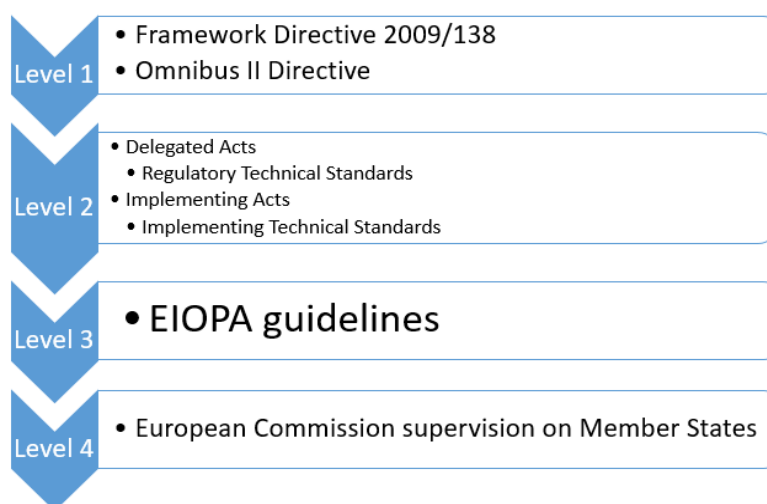 Level 1
• Framework Directive 2009/138
• Omnibus II Directive
Level 2
• Delegated Acts
• Regulatory Technical Standards
• Implementing Acts
• Implementing Technical Standards
Level 3
• EIOPA guidelines
Level 4
• European Commission supervision on Member States